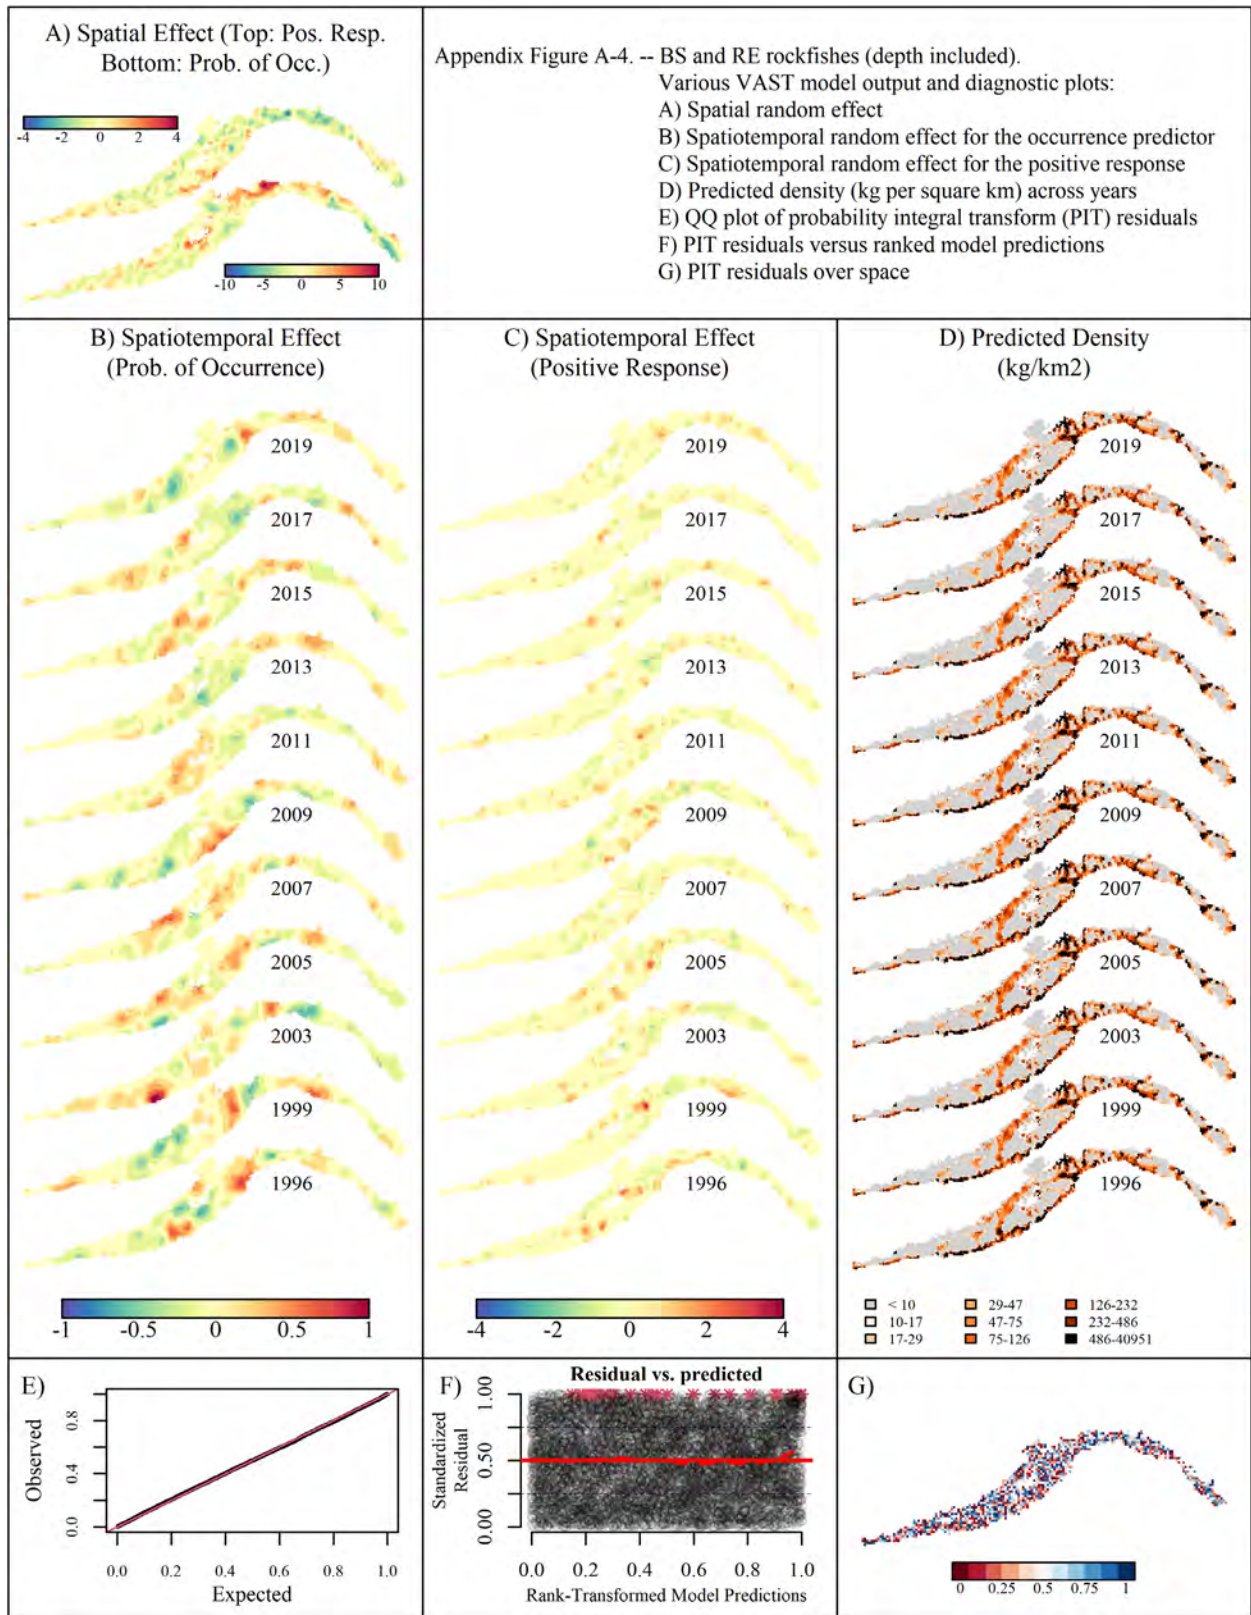 A) Spatial Effect (Top: Pos. Resp.
Bottom: Prob. of Occ.)
-4 -2 0 2 4
-10 -5 0 5 10
Appendix Figure A-4. -- BS and RE rockfishes (depth included).
Various VAST model output and diagnostic plots:
A) Spatial random effect
B) Spatiotemporal random effect for the occurrence predictor
C) Spatiotemporal random effect for the positive response
D) Predicted density (kg per square km) across years
E) QQ plot of probability integral transform (PIT) residuals
F) PIT residuals versus ranked model predictions
G) PIT residuals over space
B) Spatiotemporal Effect
(Prob. of Occurrence)
2019
2017
2015
2013
2011
2009
2007
2005
2003
1999
1996
-1 -0.5 0 0.5 1
C) Spatiotemporal Effect
(Positive Response)
2019
2017
2015
2013
2011
2009
2007
2005
2003
1999
1996
-4 -2 0 2 4
D) Predicted Density
(kg/km2)
2019
2017
2015
2013
2011
2009
2007
2005
2003
1999
1996
< 10 29-47 126-232
10-17 47-75 232-486
17-29 75-126 486-40951
E)
Observed
0.8
0.4
0.0
0.0 0.2 0.4 0.6 0.8 1.0
Expected
F)
Residual vs. predicted
Standardized
Residual
1.00
0.50
0.00
0.0 0.2 0.4 0.6 0.8 1.0
Rank-Transformed Model Predictions
G)
0 0.25 0.5 0.75 1